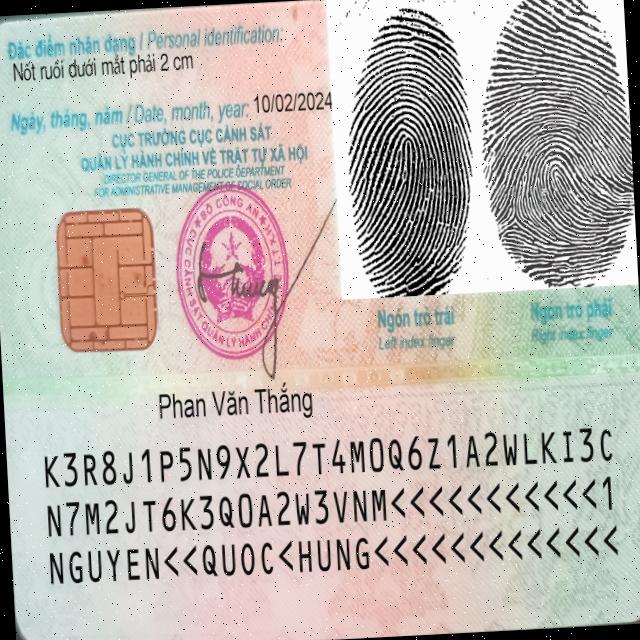 Đặc điểm nhân dạng / Personal identification:
Nốt ruồi dưới mắt phải 2 cm
Ngày, tháng, năm / Date, month, year: 10/02/2024
CỤC TRƯỞNG CỤC CẢNH SÁT
QUẢN LÝ HÀNH CHÍNH VỀ TRẬT TỰ XÃ HỘI
DIRECTOR GENERAL OF THE POLICE DEPARTMENT
FOR ADMINISTRATIVE MANAGEMENT OF SOCIAL ORDER
BỘ CÔNG AN
CỤC CẢNH SÁT QUẢN LÝ HÀNH CHÍNH
Ngón trỏ trái
Left index finger
Ngón trỏ phải
Right index finger
Phan Văn Thắng
K3R8J1P5N9X2L7T4M0Q6Z1A2WLKI3C
N7M2JT6K3Q0A2W3VNM<<<<<<<<<<<1
NGUYEN<<QUOC<HUNG<<<<<<<<<<<<<